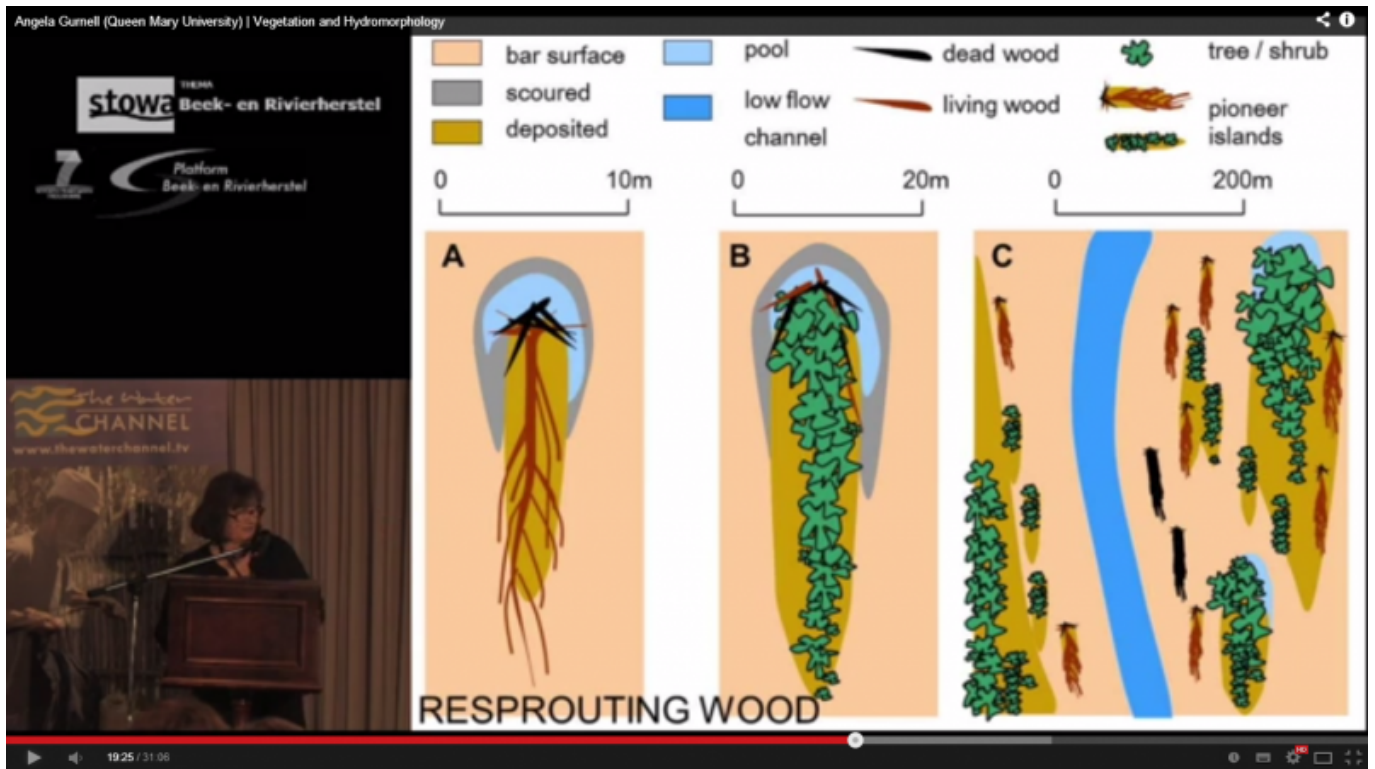 Angela Gurnell (Queen Mary University) | Vegetation and Hydromorphology
stowa
THEMA
Beek- en Rivierherstel
7
Platform
Beek- en Rivierherstel
The Water
CHANNEL
www.thewaterchannel.tv
bar surface
scoured
deposited
pool
low flow
channel
dead wood
living wood
tree / shrub
pioneer
islands
0 10m
0 20m
0 200m
A
B
C
RESPROUTING WOOD
19:25 / 31:06
HD